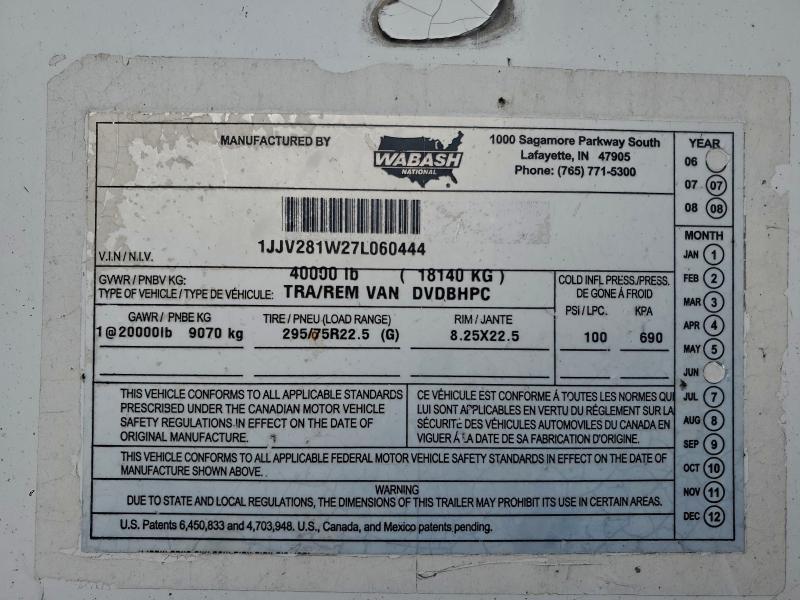 MANUFACTURED BY
WABASH
NATIONAL
1000 Sagamore Parkway South
Lafayette, IN 47905
Phone: (765) 771-5300
V.I.N / N.I.V. 1JJV281W27L060444
GVWR / PNBV KG: 40000 lb ( 18140 KG )
TYPE OF VEHICLE / TYPE DE VÉHICULE: TRA/REM VAN DVDBHPC
COLD INFL PRESS./PRESS.
DE GONE À FROID
GAWR / PNBE KG TIRE / PNEU (LOAD RANGE) RIM / JANTE PSI / LPC. KPA
1@20000lb 9070 kg 295/75R22.5 (G) 8.25X22.5 100 690
THIS VEHICLE CONFORMS TO ALL APPLICABLE STANDARDS
PRESCRISED UNDER THE CANADIAN MOTOR VEHICLE
SAFETY REGULATIONS IN EFFECT ON THE DATE OF
ORIGINAL MANUFACTURE.
CE VÉHICULE EST CONFORME À TOUTES LES NORMES QUI
LUI SONT APPLICABLES EN VERTU DU RÉGLEMENT SUR LA
SÉCURITÉ DES VÉHICULES AUTOMOVILES DU CANADA EN
VIGUER À LA DATE DE SA FABRICATION D'ORIGINE.
THIS VEHICLE CONFORMS TO ALL APPLICABLE FEDERAL MOTOR VEHICLE SAFETY STANDARDS IN EFFECT ON THE DATE OF
MANUFACTURE SHOWN ABOVE.
WARNING
DUE TO STATE AND LOCAL REGULATIONS, THE DIMENSIONS OF THIS TRAILER MAY PROHIBIT ITS USE IN CERTAIN AREAS.
U.S. Patents 6,450,833 and 4,703,948. U.S., Canada, and Mexico patents pending.
YEAR
06
07 07
08 08
MONTH
JAN 1
FEB 2
MAR 3
APR 4
MAY 5
JUN
JUL 7
AUG 8
SEP 9
OCT 10
NOV 11
DEC 12